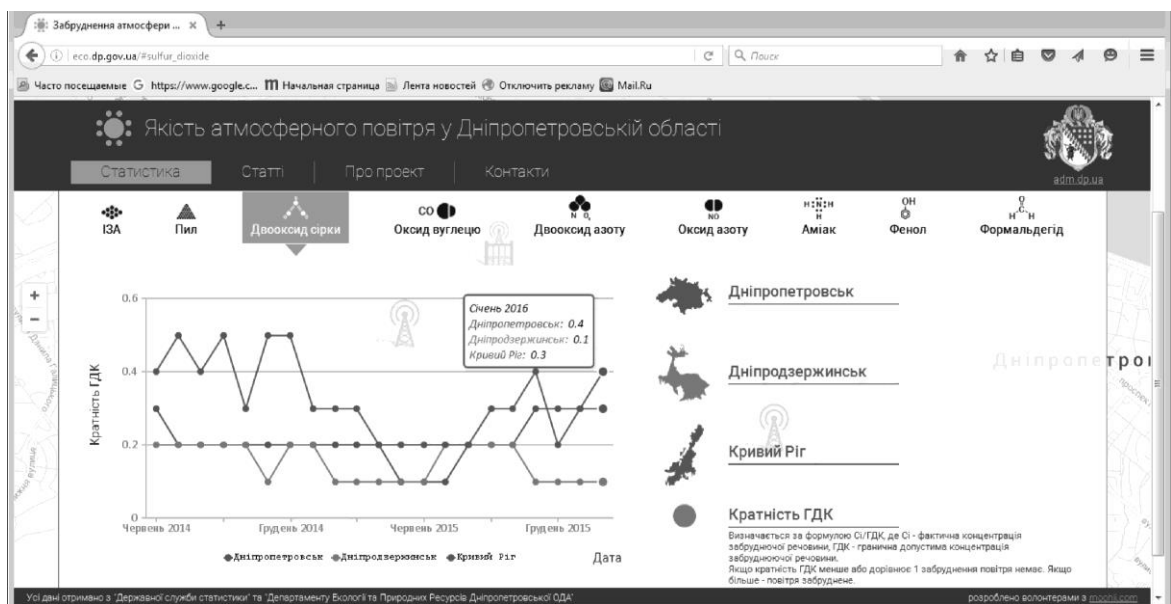 Забруднення атмосфери ... × +
eco.dp.gov.ua/#sulfur_dioxide
Поиск
Часто посещаемые G https://www.google.c... Начальная страница Лента новостей Отключить рекламу Mail.Ru
Якість атмосферного повітря у Дніпропетровській області
Статистика Статті Про проект Контакти
adm.dp.ua
ІЗА Пил Двооксид сірки CO Оксид вуглецю N O₂ Двооксид азоту NO Оксид азоту H:N:H H Аміак OH Фенол O H C H Формальдегід
+
−
Кратність ГДК
0.6
0.4
0.2
0
Січень 2016
Дніпропетровськ: 0.4
Дніпродзержинськ: 0.1
Кривий Ріг: 0.3
Червень 2014 Грудень 2014 Червень 2015 Грудень 2015
Дніпропетровськ Дніпродзержинськ Кривий Ріг Дата
Дніпропетровськ
Дніпродзержинськ
Кривий Ріг
Кратність ГДК
Визначається за формулою Сі/ГДК, де Сі - фактична концентрація
забруднюючої речовини, ГДК - гранична допустима концентрація
забруднюючої речовини.
Якщо кратність ГДК менше або дорівнює 1 забруднення повітря немає. Якщо
більше - повітря забруднене.
Дніпропетрої
Усі дані отримано з "Державної служби статистики" та "Департаменту Екології та Природних Ресурсів Дніпропетровської ОДА"
розроблено волонтерами з moonii.com